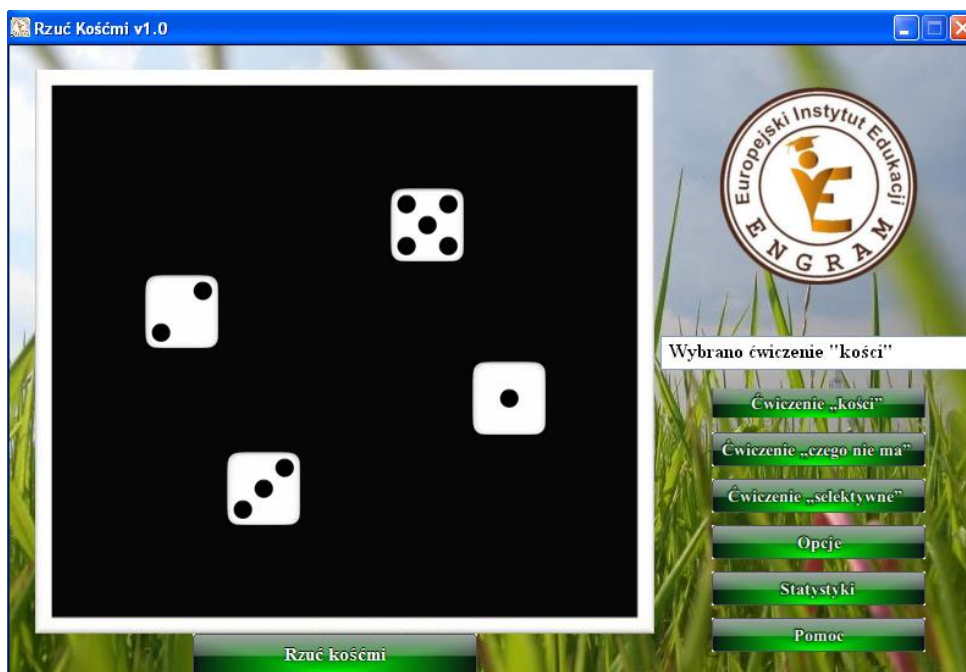 Rzuć Kośćmi v1.0
Europejski Instytut Edukacji
ENGRAM
Wybrano ćwiczenie "kości"
Ćwiczenie „kości”
Ćwiczenie „czego nie ma”
Ćwiczenie „selektywne”
Opcje
Statystyki
Pomoc
Rzuć kośćmi